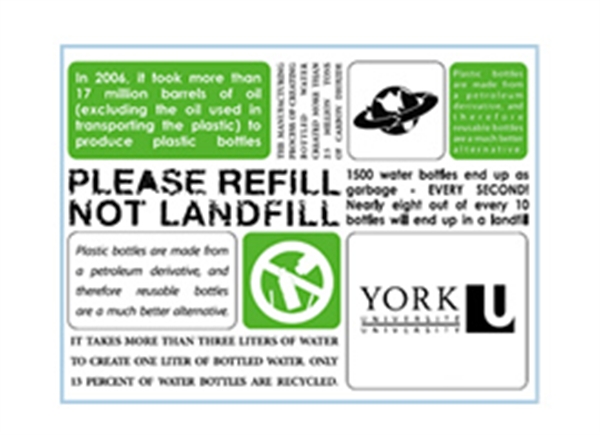 In 2006, it took more than
17 million barrels of oil
(excluding the oil used in
transporting the plastic) to
produce plastic bottles
THE MANUFACTURING
PROCESS OF CREATING
BOTTLED WATER
CREATED MORE THAN
2.5 MILLION TONS
OF CARBON DIOXIDE
Plastic bottles
are made from
a petroleum
derivative, and
therefore
reusable bottles
are a much better
alternative.
PLEASE REFILL
NOT LANDFILL
1500 water bottles end up as
garbage - EVERY SECOND!
Nearly eight out of every 10
bottles will end up in a landfill
Plastic bottles are made from
a petroleum derivative, and
therefore reusable bottles
are a much better alternative.
YORK U
UNIVERSITÉ
UNIVERSITY
IT TAKES MORE THAN THREE LITERS OF WATER
TO CREATE ONE LITER OF BOTTLED WATER. ONLY
13 PERCENT OF WATER BOTTLES ARE RECYCLED.